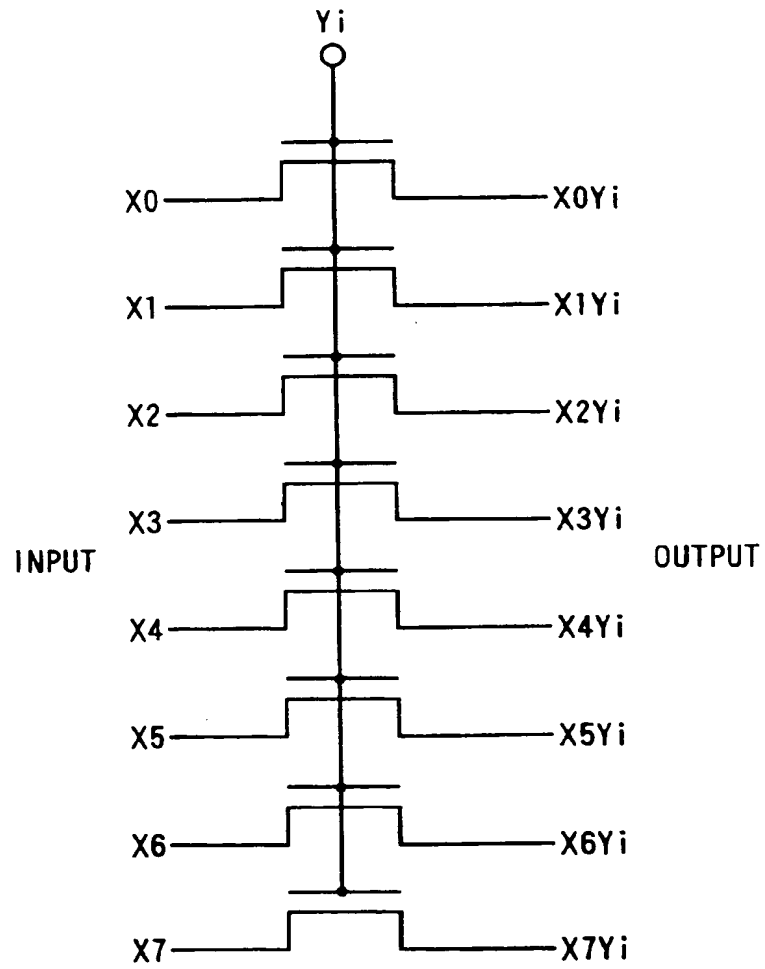 Yi
X0 X0Yi
X1 X1Yi
X2 X2Yi
X3 X3Yi
INPUT OUTPUT
X4 X4Yi
X5 X5Yi
X6 X6Yi
X7 X7Yi